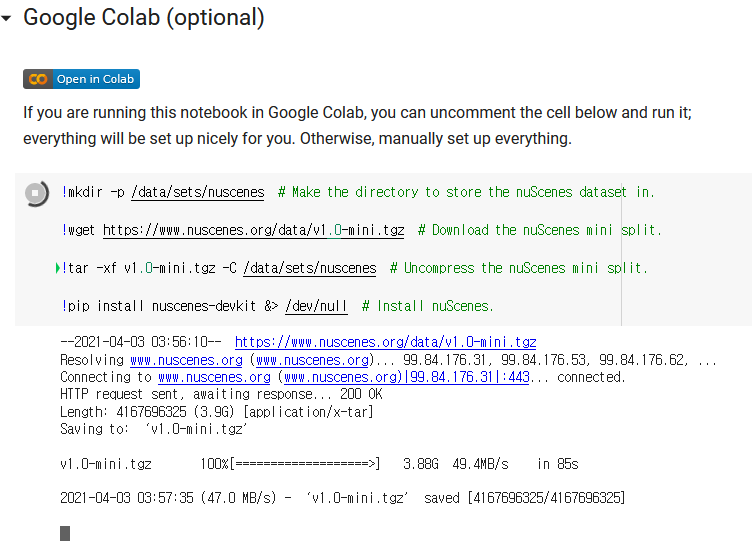 Google Colab (optional)
Open in Colab
If you are running this notebook in Google Colab, you can uncomment the cell below and run it;
everything will be set up nicely for you. Otherwise, manually set up everything.
!mkdir -p /data/sets/nuscenes  # Make the directory to store the nuScenes dataset in.
!wget https://www.nuscenes.org/data/v1.0-mini.tgz  # Download the nuScenes mini split.
!tar -xf v1.0-mini.tgz -C /data/sets/nuscenes  # Uncompress the nuScenes mini split.
!pip install nuscenes-devkit &> /dev/null  # Install nuScenes.
--2021-04-03 03:56:10--  https://www.nuscenes.org/data/v1.0-mini.tgz
Resolving www.nuscenes.org (www.nuscenes.org)... 99.84.176.31, 99.84.176.53, 99.84.176.62, ...
Connecting to www.nuscenes.org (www.nuscenes.org)|99.84.176.31|:443... connected.
HTTP request sent, awaiting response... 200 OK
Length: 4167696325 (3.9G) [application/x-tar]
Saving to: ‘v1.0-mini.tgz’
v1.0-mini.tgz       100%[===================>]   3.88G  49.4MB/s    in 85s
2021-04-03 03:57:35 (47.0 MB/s) - ‘v1.0-mini.tgz’ saved [4167696325/4167696325]